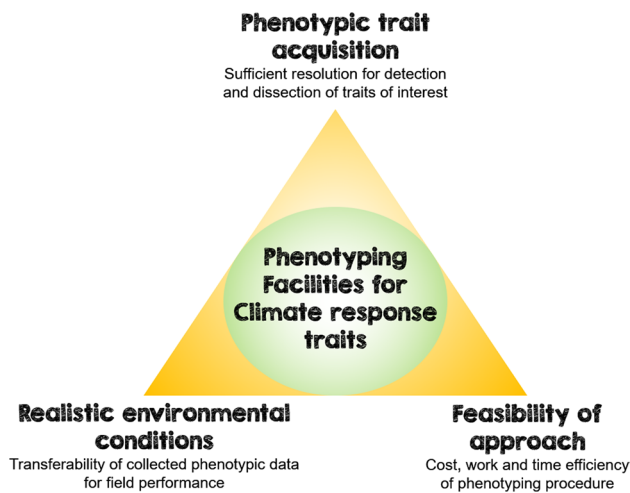 Phenotypic trait
acquisition
Sufficient resolution for detection
and dissection of traits of interest
Phenotyping
Facilities for
Climate response
traits
Realistic environmental
conditions
Transferability of collected phenotypic data
for field performance
Feasibility of
approach
Cost, work and time efficiency
of phenotyping procedure